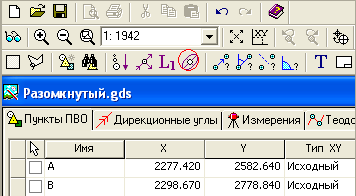 1: 1942
XY
L1
T
Разомкнутый.gds
Пункты ПВО Дирекционные углы Измерения Теодо
Имя X Y Тип XY
A 2277.420 2582.640 Исходный
B 2298.670 2778.840 Исходный